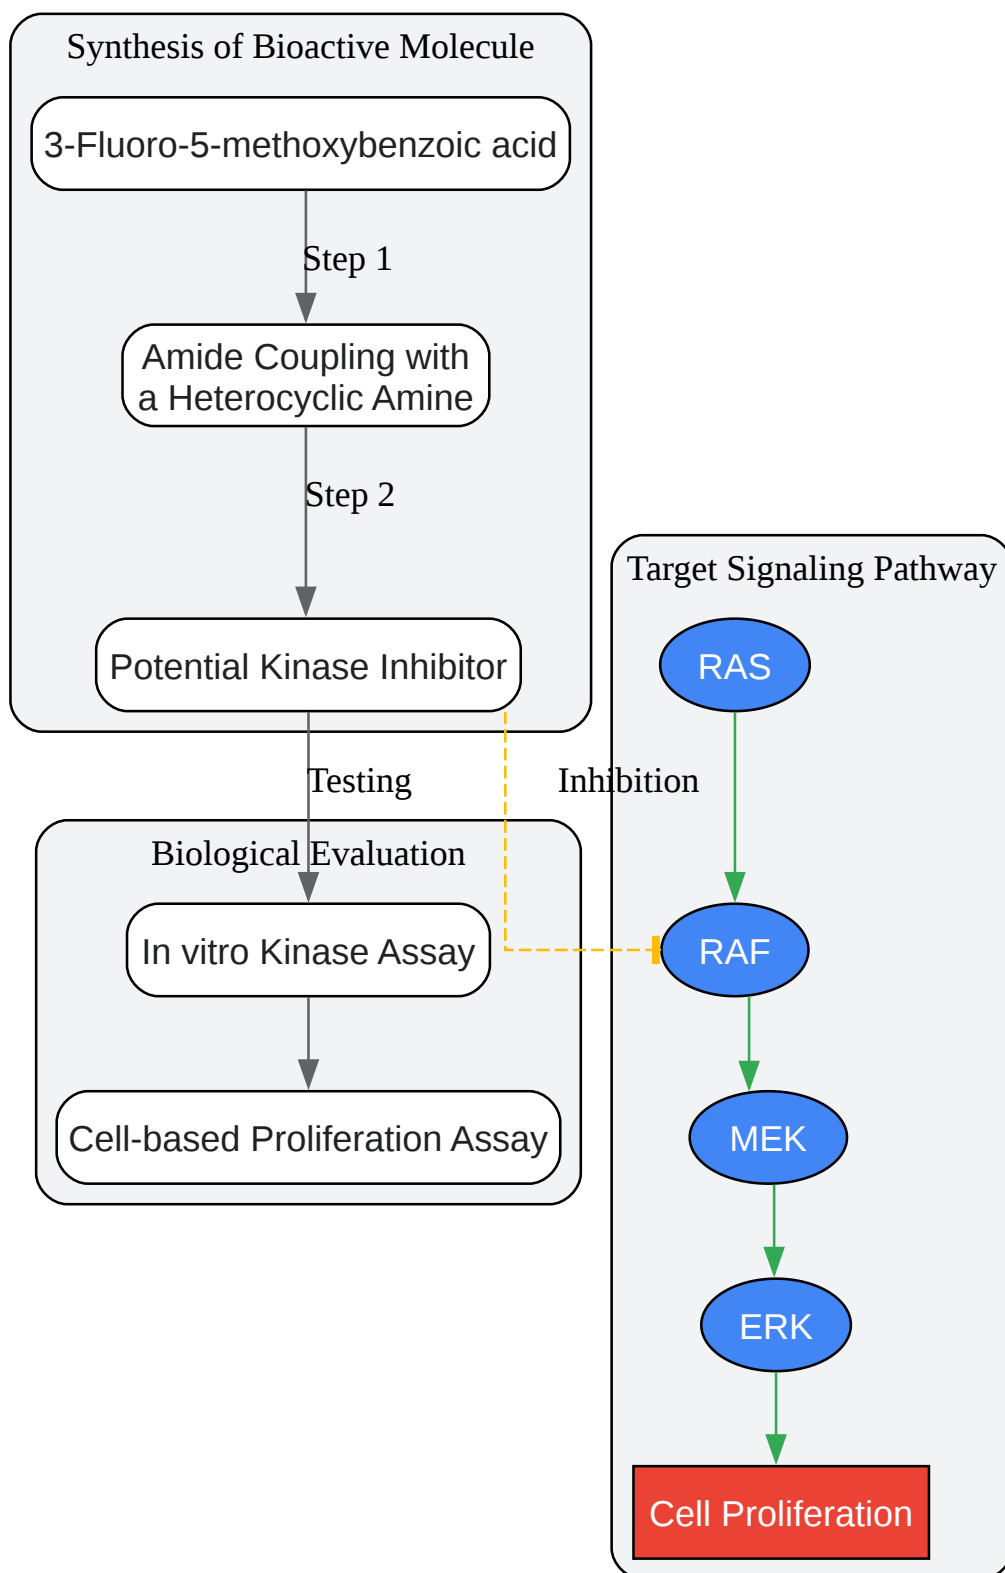 Synthesis of Bioactive Molecule
3-Fluoro-5-methoxybenzoic acid
Step 1
Amide Coupling with
a Heterocyclic Amine
Step 2
Potential Kinase Inhibitor
Testing
Inhibition
Biological Evaluation
In vitro Kinase Assay
Cell-based Proliferation Assay
Target Signaling Pathway
RAS
RAF
MEK
ERK
Cell Proliferation